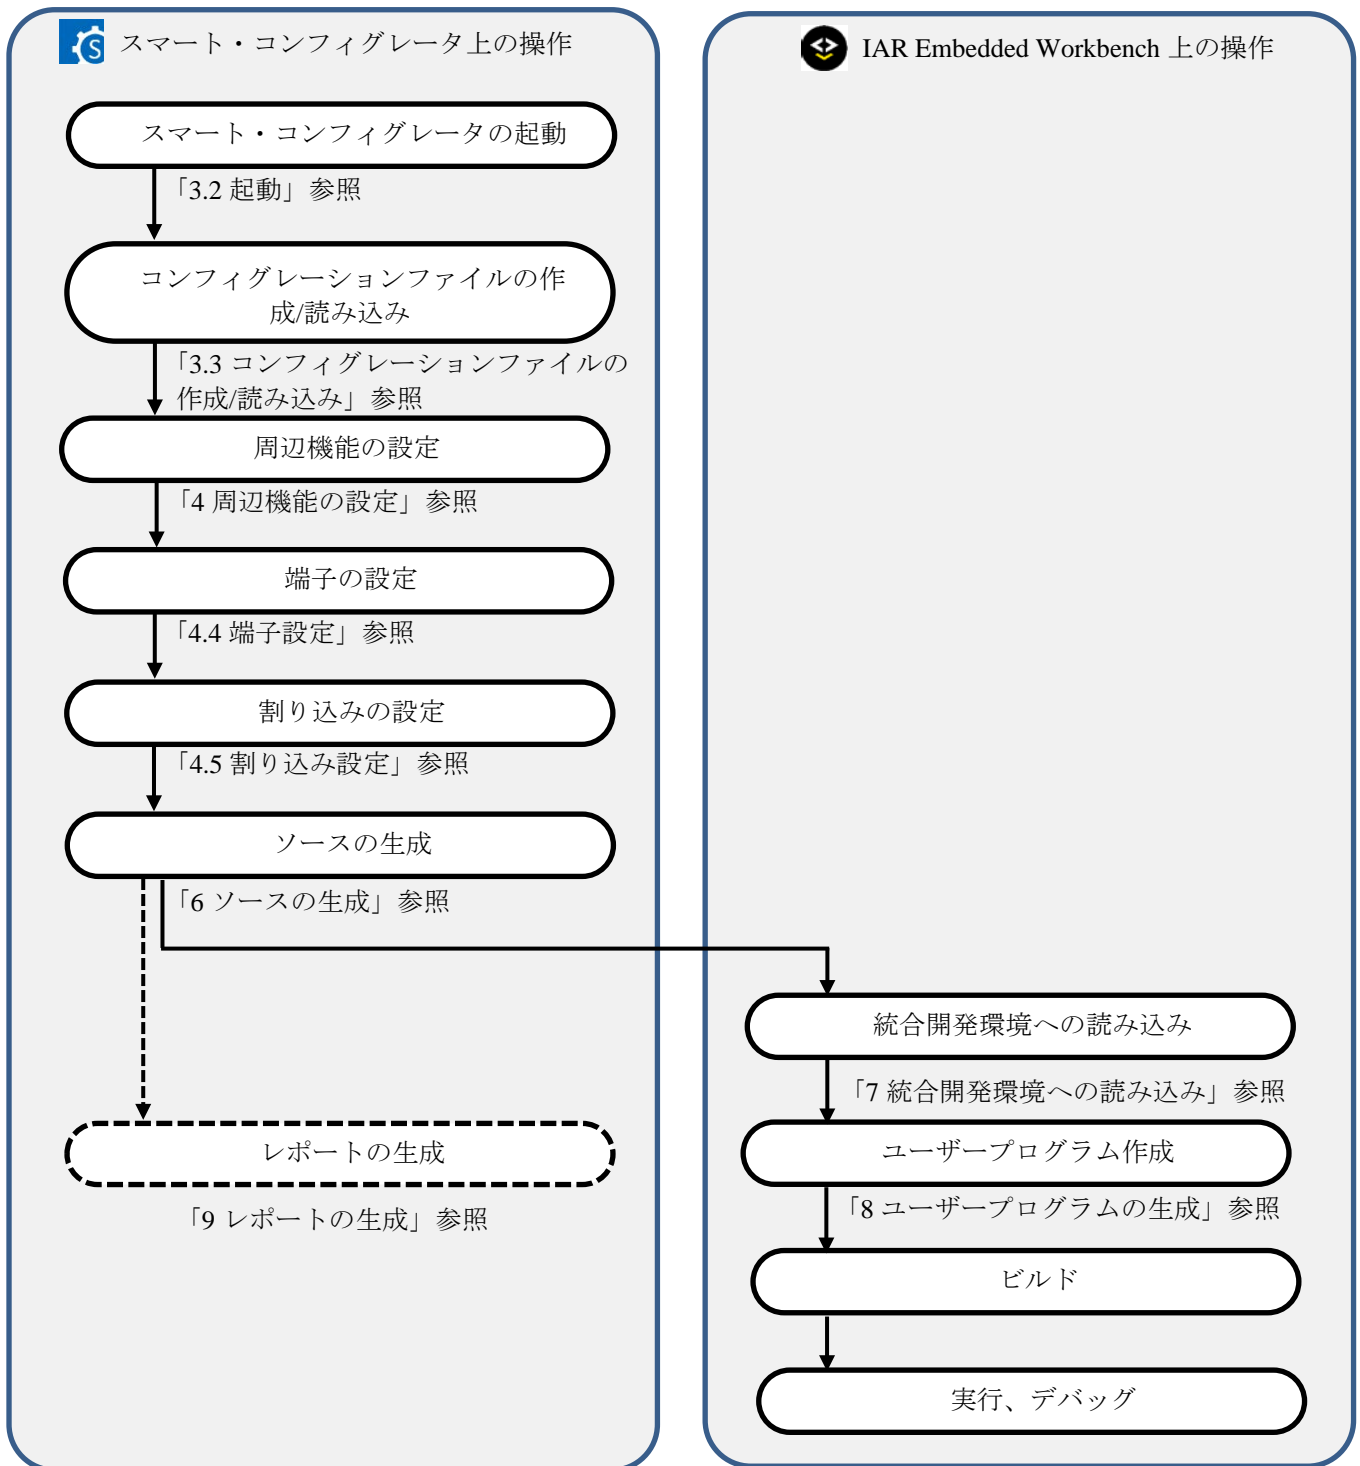 スマート・コンフィグレータ上の操作
スマート・コンフィグレータの起動
「3.2 起動」参照
コンフィグレーションファイルの作
成/読み込み
「3.3 コンフィグレーションファイルの
作成/読み込み」参照
周辺機能の設定
「4 周辺機能の設定」参照
端子の設定
「4.4 端子設定」参照
割り込みの設定
「4.5 割り込み設定」参照
ソースの生成
「6 ソースの生成」参照
レポートの生成
「9 レポートの生成」参照
IAR Embedded Workbench 上の操作
統合開発環境への読み込み
「7 統合開発環境への読み込み」参照
ユーザープログラム作成
「8 ユーザープログラムの生成」参照
ビルド
実行、デバッグ